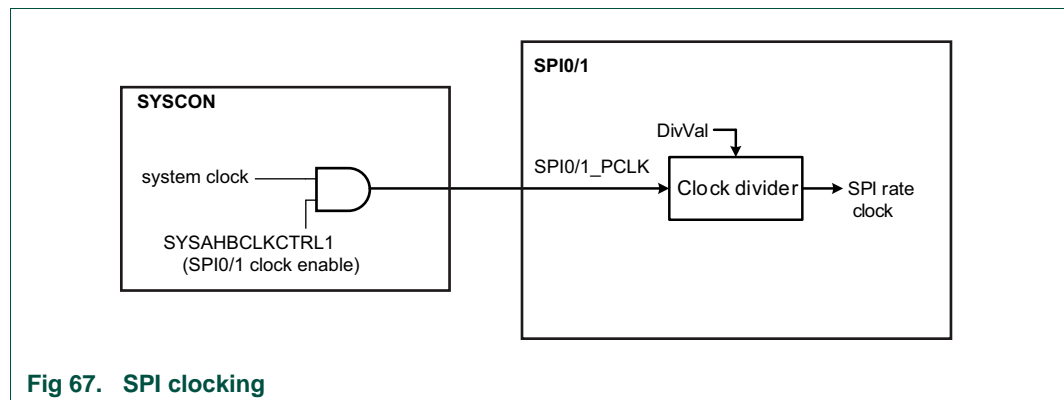 SPI0/1
SYSCON
DivVal
system clock
SPI0/1_PCLK
Clock divider
SPI rate
clock
SYSAHBCLKCTRL1
(SPI0/1 clock enable)
Fig 67. SPI clocking